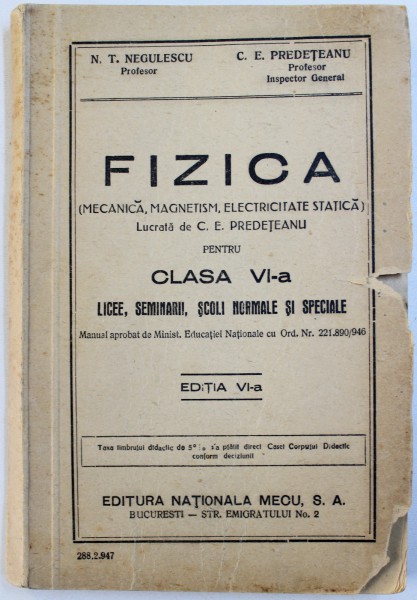 N. T. NEGULESCU
Profesor
C. E. PREDEȚEANU
Profesor
Inspector General
FIZICA
(MECANICĂ, MAGNETISM, ELECTRICITATE STATICĂ)
Lucrată de C. E. PREDEȚEANU
PENTRU
CLASA VI-a
LICEE, SEMINARII, ȘCOLI NORMALE ȘI SPECIALE
Manual aprobat de Minist. Educației Naționale cu Ord. Nr. 221.890/946
EDIȚIA VI-a
Taxa timbrului didactic de 5% s'a plătit direct Casei Corpului Didactic
conform deciziunii
EDITURA NAȚIONALA MECU, S. A.
BUCUREȘTI — STR. EMIGRATULUI No. 2
288.2.947